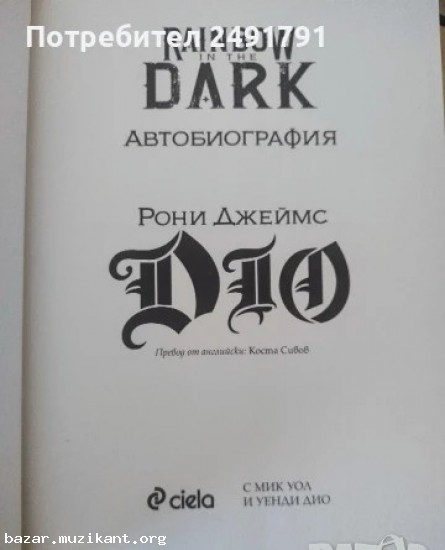 Потребител 2491791
RAINBOW
IN THE
DARK
АВТОБИОГРАФИЯ
РОНИ ДЖЕЙМС
DIO
Превод от английски: Коста Сивов
ciela
С МИК УОЛ
И УЕНДИ ДИО
bazar.muzikant.org